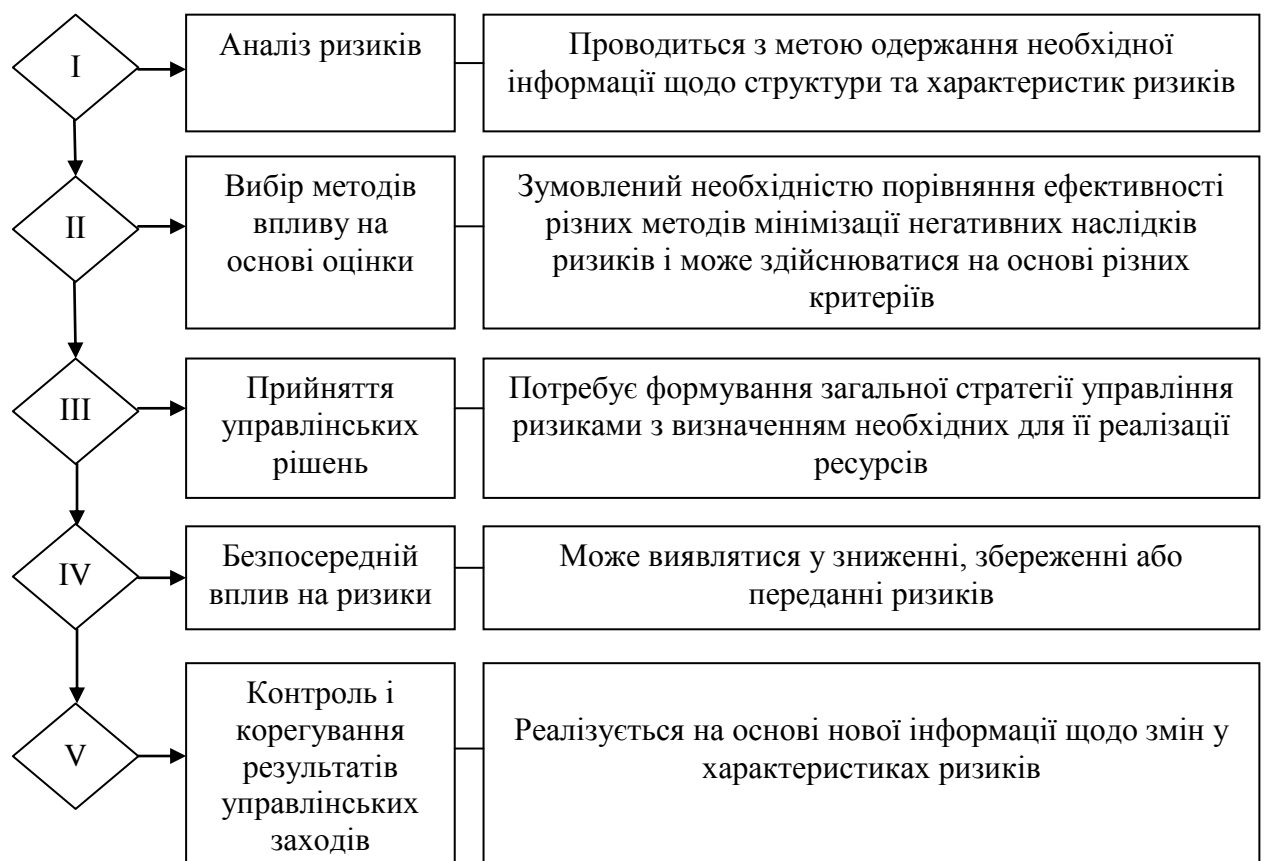 I
Аналіз ризиків
Проводиться з метою одержання необхідної
інформації щодо структури та характеристик ризиків
II
Вибір методів
впливу на
основі оцінки
Зумовлений необхідністю порівняння ефективності
різних методів мінімізації негативних наслідків
ризиків і може здійснюватися на основі різних
критеріїв
III
Прийняття
управлінських
рішень
Потребує формування загальної стратегії управління
ризиками з визначенням необхідних для її реалізації
ресурсів
IV
Безпосередній
вплив на ризики
Може виявлятися у зниженні, збереженні або
переданні ризиків
V
Контроль і
корегування
результатів
управлінських
заходів
Реалізується на основі нової інформації щодо змін у
характеристиках ризиків